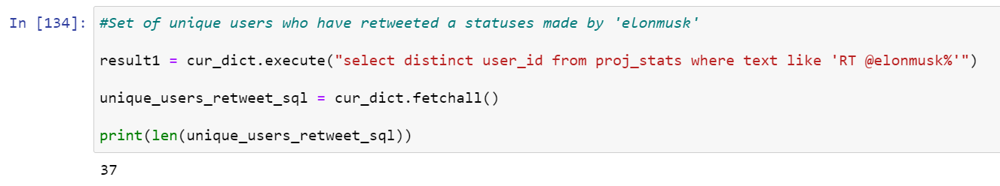 In [134]: #Set of unique users who have retweeted a statuses made by 'elonmusk'
result1 = cur_dict.execute("select distinct user_id from proj_stats where text like 'RT @elonmusk%'")
unique_users_retweet_sql = cur_dict.fetchall()
print(len(unique_users_retweet_sql))
37